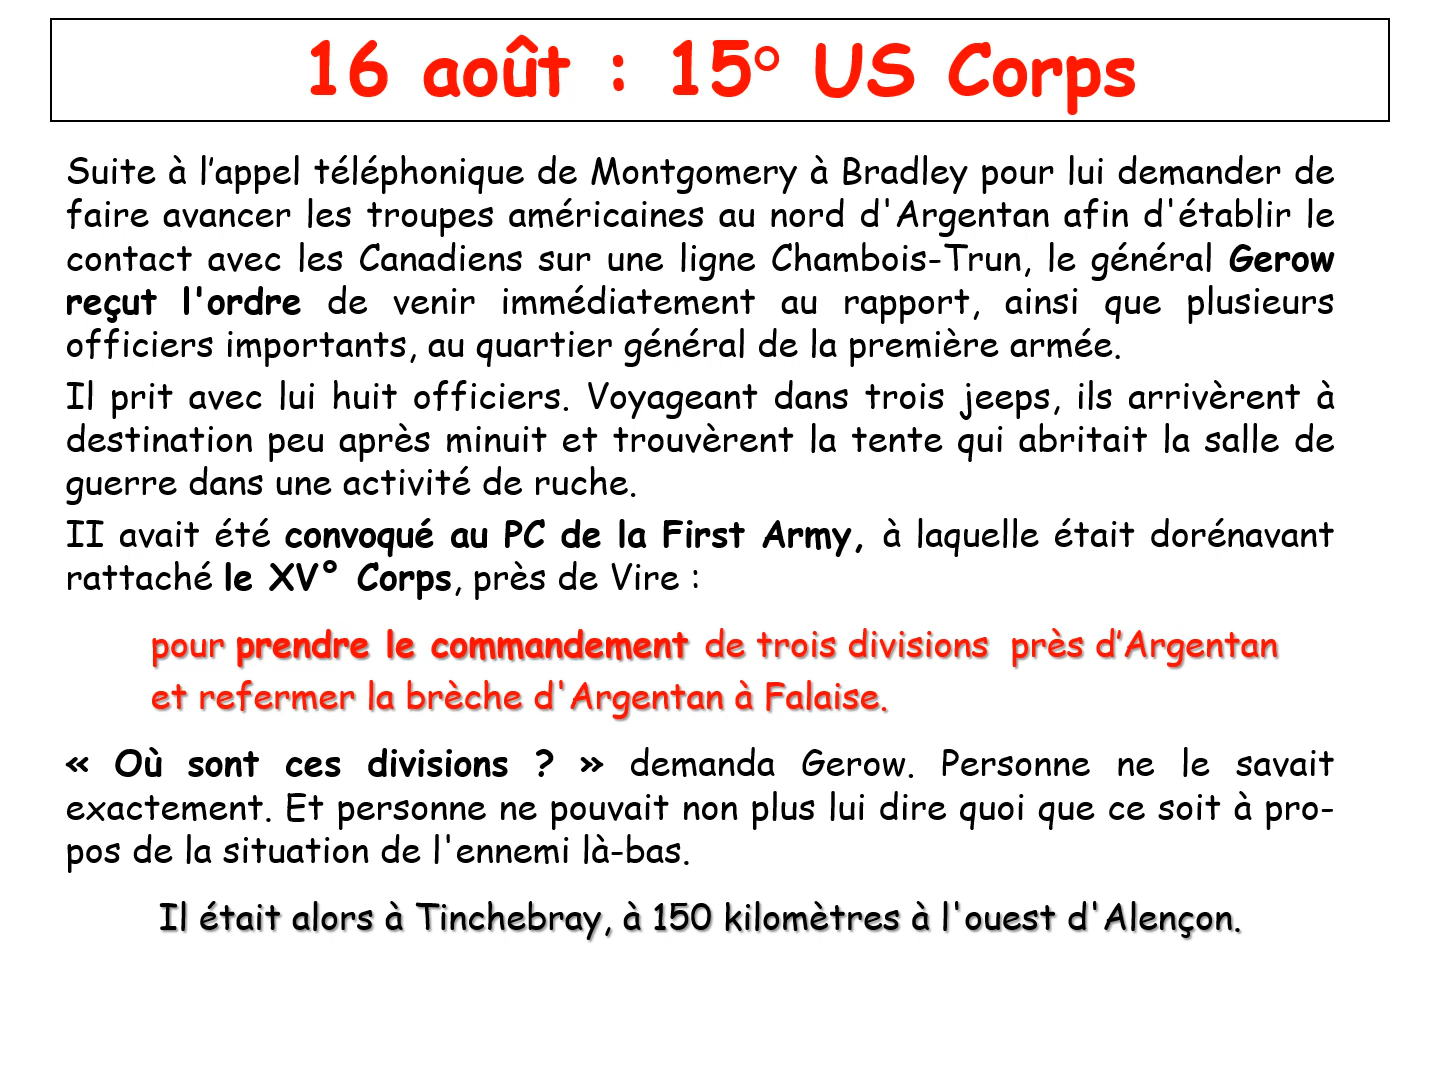 16 août : 15° US Corps
Suite à l’appel téléphonique de Montgomery à Bradley pour lui demander de
faire avancer les troupes américaines au nord d'Argentan afin d'établir le
contact avec les Canadiens sur une ligne Chambois-Trun, le général Gerow
reçut l'ordre de venir immédiatement au rapport, ainsi que plusieurs
officiers importants, au quartier général de la première armée.
Il prit avec lui huit officiers. Voyageant dans trois jeeps, ils arrivèrent à
destination peu après minuit et trouvèrent la tente qui abritait la salle de
guerre dans une activité de ruche.
II avait été convoqué au PC de la First Army, à laquelle était dorénavant
rattaché le XV° Corps, près de Vire :
pour prendre le commandement de trois divisions près d’Argentan
et refermer la brèche d'Argentan à Falaise.
« Où sont ces divisions ? » demanda Gerow. Personne ne le savait
exactement. Et personne ne pouvait non plus lui dire quoi que ce soit à pro-
pos de la situation de l'ennemi là-bas.
Il était alors à Tinchebray, à 150 kilomètres à l'ouest d'Alençon.